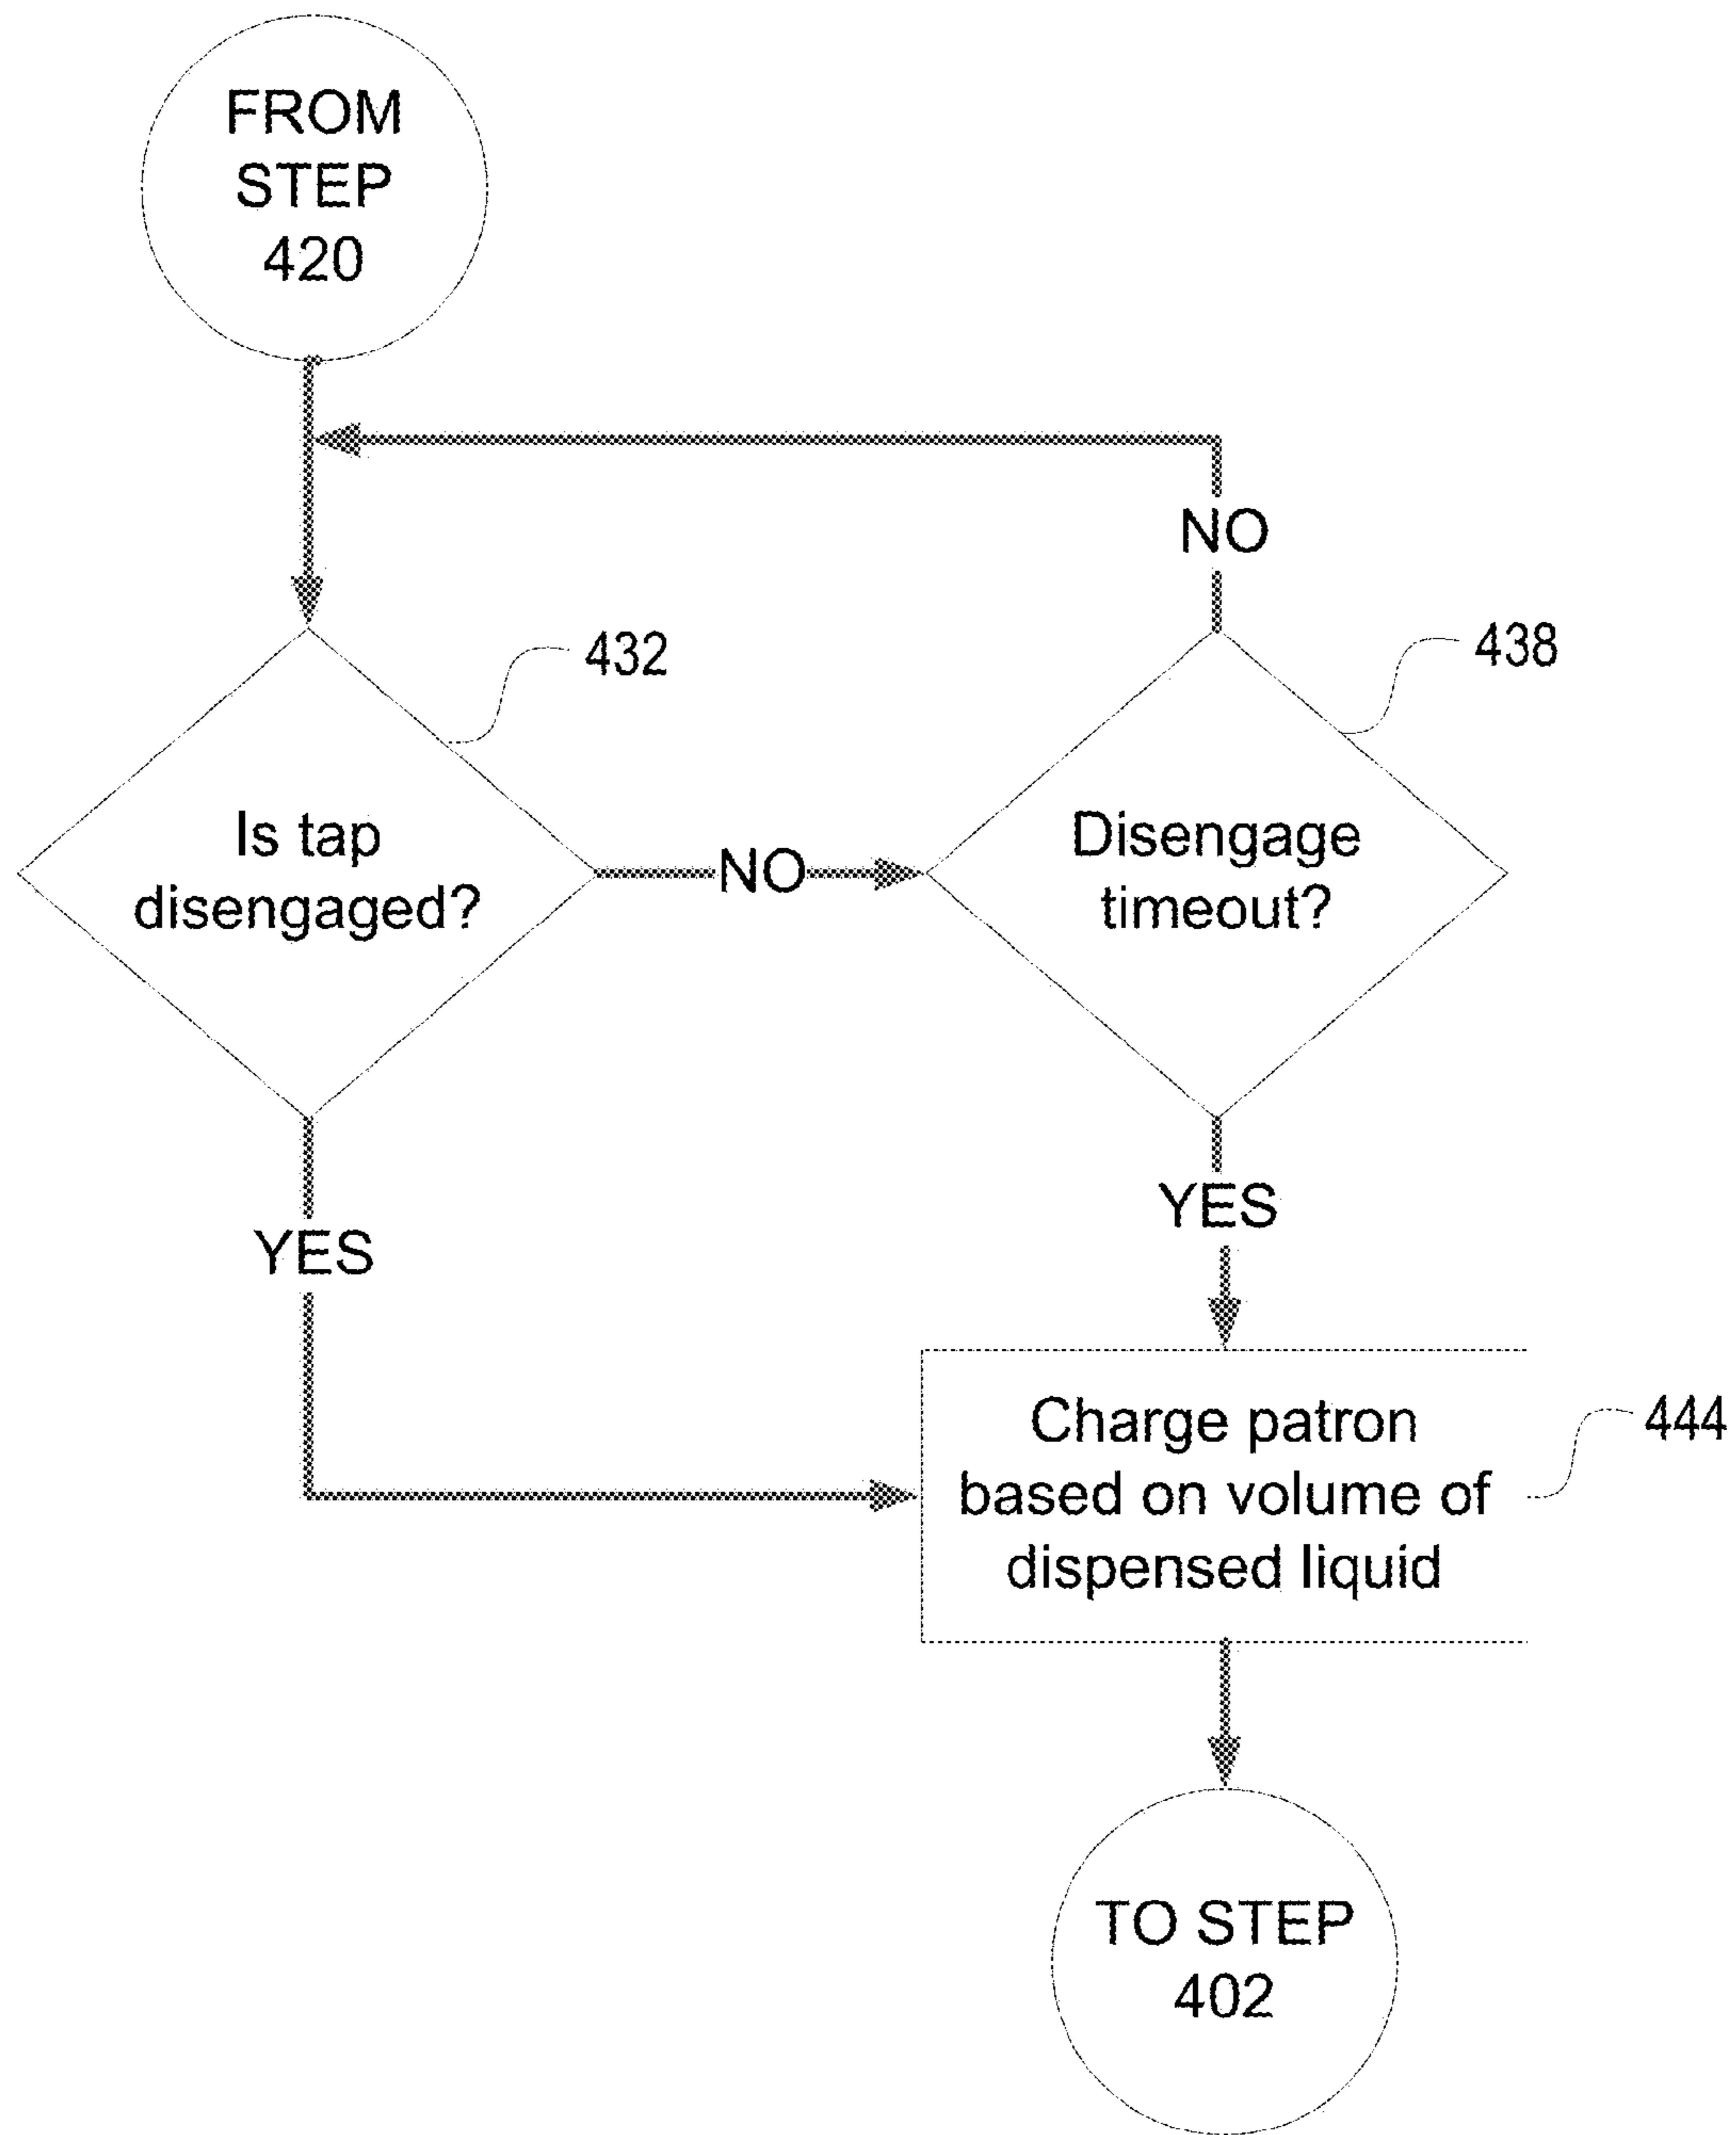 FROM
STEP
420
NO
432
438
Is tap
disengaged?
NO
Disengage
timeout?
YES
YES
Charge patron
based on volume of
dispensed liquid
444
TO STEP
402